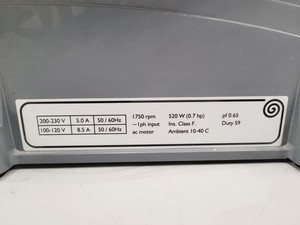 200-230 V 5.0 A 50 / 60Hz
100-120 V 8.5 A 50 / 60Hz
1750 rpm 520 W (0.7 hp) pf 0.65
~1ph input Ins. Class F. Duty S9
ac motor Ambient 10-40 C